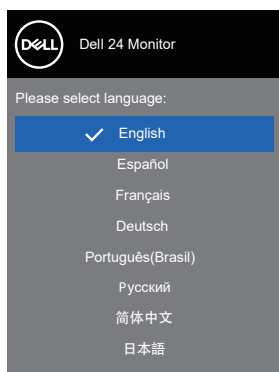 DELL
Dell 24 Monitor
Please select language:
English
Español
Français
Deutsch
Português(Brasil)
Русский
简体中文
日本語